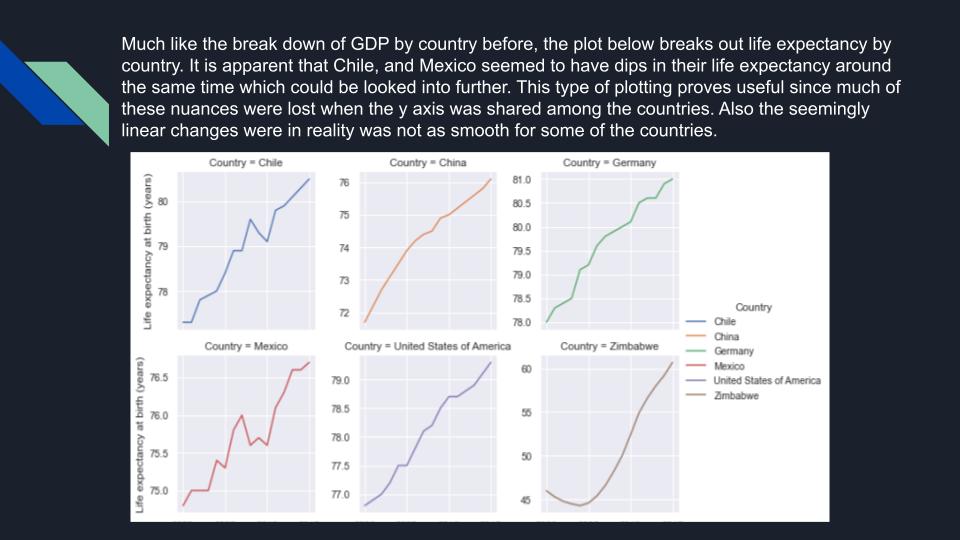 Much like the break down of GDP by country before, the plot below breaks out life expectancy by
country. It is apparent that Chile, and Mexico seemed to have dips in their life expectancy around
the same time which could be looked into further. This type of plotting proves useful since much of
these nuances were lost when the y axis was shared among the countries. Also the seemingly
linear changes were in reality was not as smooth for some of the countries.
Country = Chile
Life expectancy at birth (years)
80
79
78
Country = China
76
75
74
73
72
Country = Germany
81.0
80.5
80.0
79.5
79.0
78.5
78.0
Country = Mexico
Life expectancy at birth (years)
76.5
76.0
75.5
75.0
Country = United States of America
79.0
78.5
78.0
77.5
77.0
Country = Zimbabwe
60
55
50
45
Country
Chile
China
Germany
Mexico
United States of America
Zimbabwe